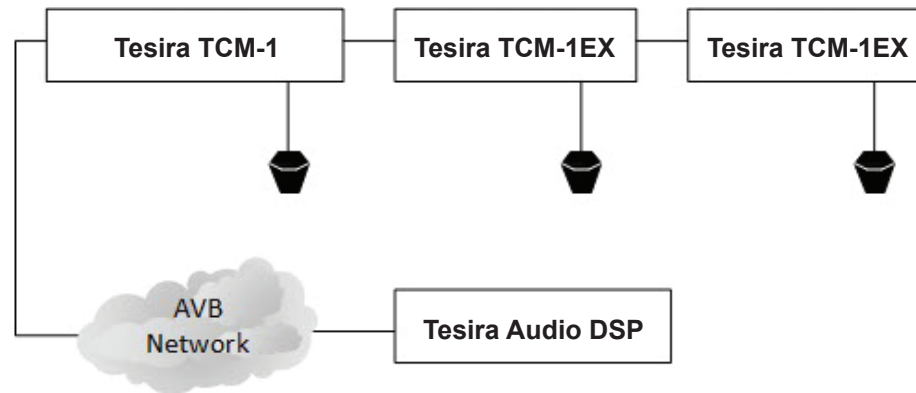 Tesira TCM-1
Tesira TCM-1EX
Tesira TCM-1EX
AVB
Network
Tesira Audio DSP